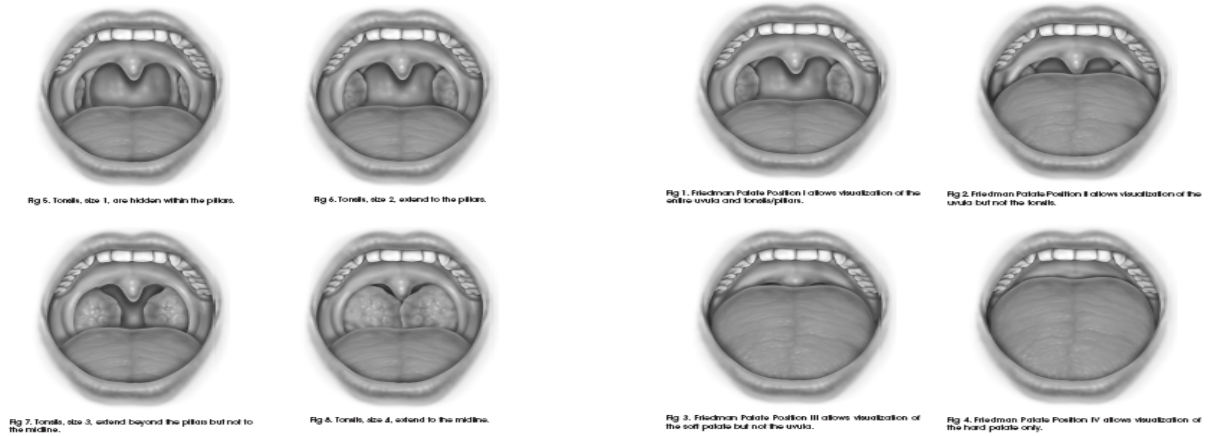 Fig 5. Tonsils, size 1, are hidden within the pillars.
Fig 6. Tonsils, size 2, extend to the pillars.
Fig 1. Friedman Palate Position I allows visualization of the
entire uvula and tonsils/pillars.
Fig 2. Friedman Palate Position II allows visualization of the
uvula but not the tonsils.
Fig 7. Tonsils, size 3, extend beyond the pillars but not to
the midline.
Fig 8. Tonsils, size 4, extend to the midline.
Fig 3. Friedman Palate Position III allows visualization of
the soft palate but not the uvula.
Fig 4. Friedman Palate Position IV allows visualization of
the hard palate only.